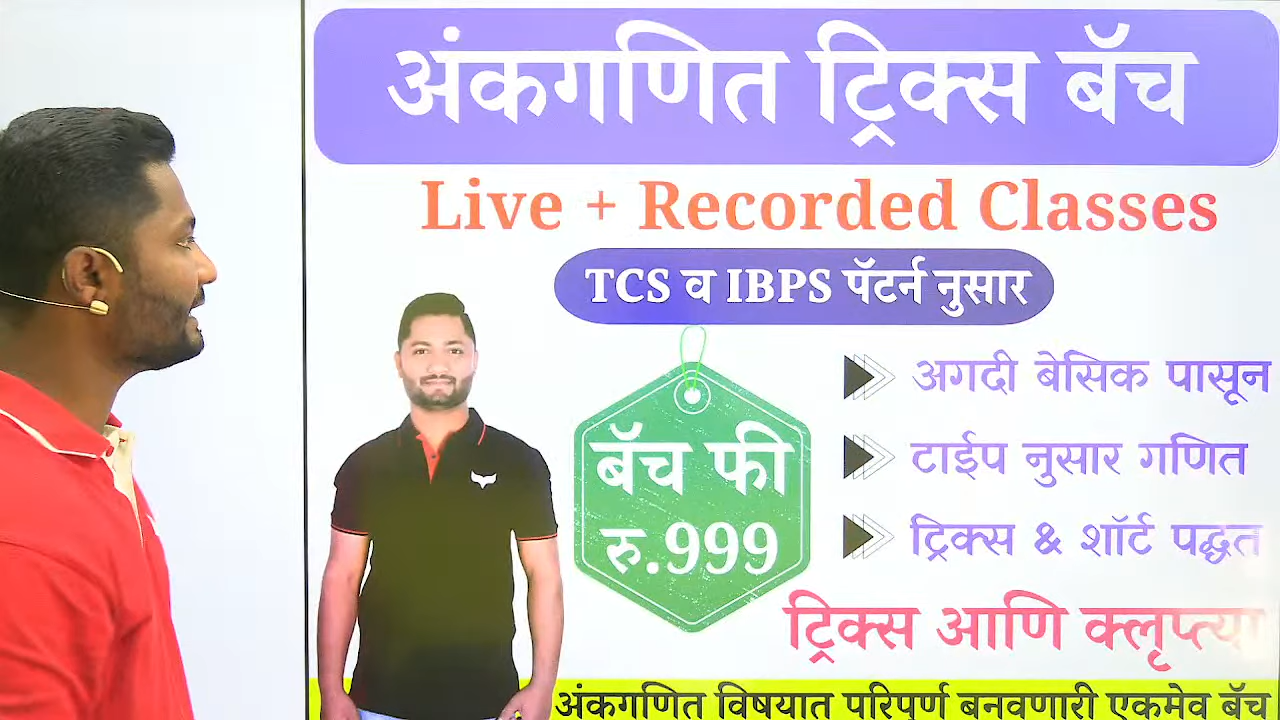 अंकगणित ट्रिक्स बॅच
Live + Recorded Classes
TCS व IBPS पॅटर्न नुसार
अगदी बेसिक पासून
बॅच फी
रु.999
टाईप नुसार गणित
ट्रिक्स & शॉर्ट पद्धत
ट्रिक्स आणि क्लृप्त्या
अंकगणित विषयात परिपूर्ण बनवणारी एकमेव बॅच